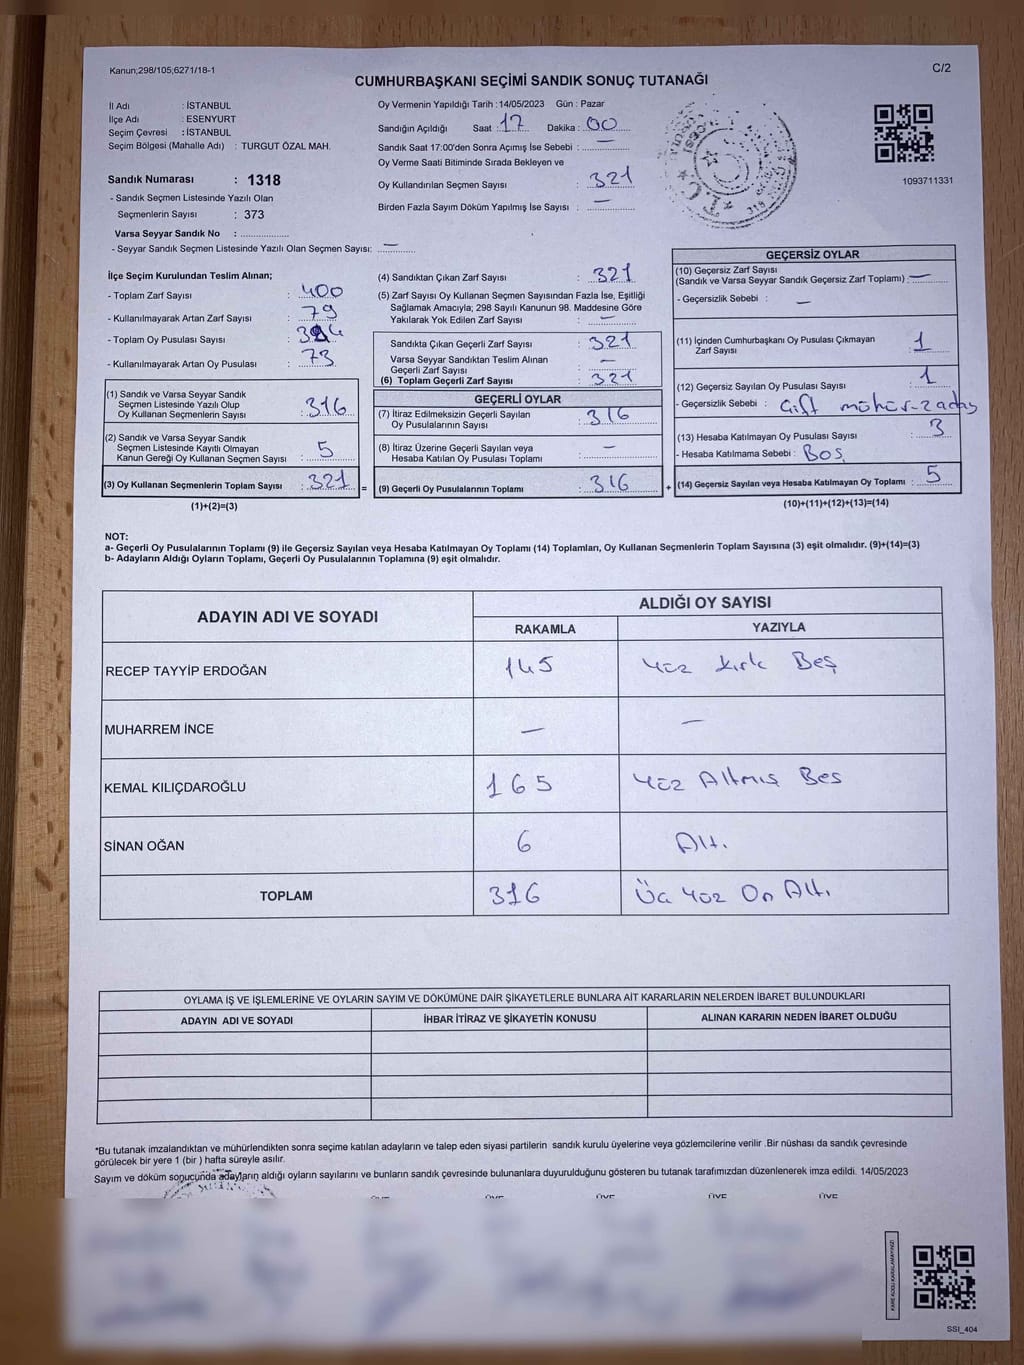 Kanun;298/105;6271/18-1
C/2
CUMHURBAŞKANI SEÇİMİ SANDIK SONUÇ TUTANAĞI
İl Adı : İSTANBUL
İlçe Adı : ESENYURT
Seçim Çevresi : İSTANBUL
Seçim Bölgesi (Mahalle Adı) : TURGUT ÖZAL MAH.
Sandık Numarası : 1318
- Sandık Seçmen Listesinde Yazılı Olan
Seçmenlerin Sayısı : 373
Varsa Seyyar Sandık No :
- Seyyar Sandık Seçmen Listesinde Yazılı Olan Seçmen Sayısı: —
Oy Vermenin Yapıldığı Tarih : 14/05/2023 Gün : Pazar
Sandığın Açıldığı Saat : 17 Dakika : 00
Sandık Saat 17:00'den Sonra Açımış İse Sebebi : —
Oy Verme Saati Bitiminde Sırada Bekleyen ve
Oy Kullandırılan Seçmen Sayısı : 321
Birden Fazla Sayım Döküm Yapılmış İse Sayısı : —
T.C.
318
1093711331
İlçe Seçim Kurulundan Teslim Alınan;
- Toplam Zarf Sayısı : 400
- Kullanılmayarak Artan Zarf Sayısı : 79
- Toplam Oy Pusulası Sayısı :
- Kullanılmayarak Artan Oy Pusulası : 73
(1) Sandık ve Varsa Seyyar Sandık
Seçmen Listesinde Yazılı Olup
Oy Kullanan Seçmenlerin Sayısı : 316
(2) Sandık ve Varsa Seyyar Sandık
Seçmen Listesinde Kayıtlı Olmayan
Kanun Gereği Oy Kullanan Seçmen Sayısı : 5
(3) Oy Kullanan Seçmenlerin Toplam Sayısı : 321 =
(1)+(2)=(3)
(4) Sandıktan Çıkan Zarf Sayısı : 321
(5) Zarf Sayısı Oy Kullanan Seçmen Sayısından Fazla İse, Eşitliği
Sağlamak Amacıyla; 298 Sayılı Kanunun 98. Maddesine Göre
Yakılarak Yok Edilen Zarf Sayısı : —
Sandıkta Çıkan Geçerli Zarf Sayısı : 321
Varsa Seyyar Sandıktan Teslim Alınan
Geçerli Zarf Sayısı : —
(6) Toplam Geçerli Zarf Sayısı : 321
GEÇERLİ OYLAR
(7) İtiraz Edilmeksizin Geçerli Sayılan
Oy Pusulalarının Sayısı : 316
(8) İtiraz Üzerine Geçerli Sayılan veya
Hesaba Katılan Oy Pusulası Toplamı : —
(9) Geçerli Oy Pusulalarının Toplamı : 316 +
GEÇERSİZ OYLAR
(10) Geçersiz Zarf Sayısı
(Sandık ve Varsa Seyyar Sandık Geçersiz Zarf Toplamı) : —
- Geçersizlik Sebebi : —
(11) İçinden Cumhurbaşkanı Oy Pusulası Çıkmayan
Zarf Sayısı : 1
(12) Geçersiz Sayılan Oy Pusulası Sayısı : 1
- Geçersizlik Sebebi : Çift mühür-2 aday
(13) Hesaba Katılmayan Oy Pusulası Sayısı : 3
- Hesaba Katılmama Sebebi : BOŞ
(14) Geçersiz Sayılan veya Hesaba Katılmayan Oy Toplamı : 5
(10)+(11)+(12)+(13)=(14)
NOT:
a- Geçerli Oy Pusulalarının Toplamı (9) ile Geçersiz Sayılan veya Hesaba Katılmayan Oy Toplamı (14) Toplamları, Oy Kullanan Seçmenlerin Toplam Sayısına (3) eşit olmalıdır. (9)+(14)=(3)
b- Adayların Aldığı Oyların Toplamı, Geçerli Oy Pusulalarının Toplamına (9) eşit olmalıdır.
ADAYIN ADI VE SOYADI
ALDIĞI OY SAYISI
RAKAMLA YAZIYLA
RECEP TAYYİP ERDOĞAN 145 Yüz kırk Beş
MUHARREM İNCE — —
KEMAL KILIÇDAROĞLU 165 Yüz Altmış Beş
SİNAN OĞAN 6 Altı
TOPLAM 316 Üç Yüz On Altı
OYLAMA İŞ VE İŞLEMLERİNE VE OYLARIN SAYIM VE DÖKÜMÜNE DAİR ŞİKAYETLERLE BUNLARA AİT KARARLARIN NELERDEN İBARET BULUNDUKLARI
ADAYIN ADI VE SOYADI İHBAR İTİRAZ VE ŞİKAYETİN KONUSU ALINAN KARARIN NEDEN İBARET OLDUĞU
*Bu tutanak imzalandıktan ve mühürlendikten sonra seçime katılan adayların ve talep eden siyasi partilerin sandık kurulu üyelerine veya gözlemcilerine verilir .Bir nüshası da sandık çevresinde
görülecek bir yere 1 (bir ) hafta süreyle asılır.
Sayım ve döküm sonucunda adayların aldığı oyların sayılarını ve bunların sandık çevresinde bulunanlara duyurulduğunu gösteren bu tutanak tarafımızdan düzenlenerek imza edildi. 14/05/2023
ÜYE ÜYE ÜYE ÜYE ÜYE
SSI_404